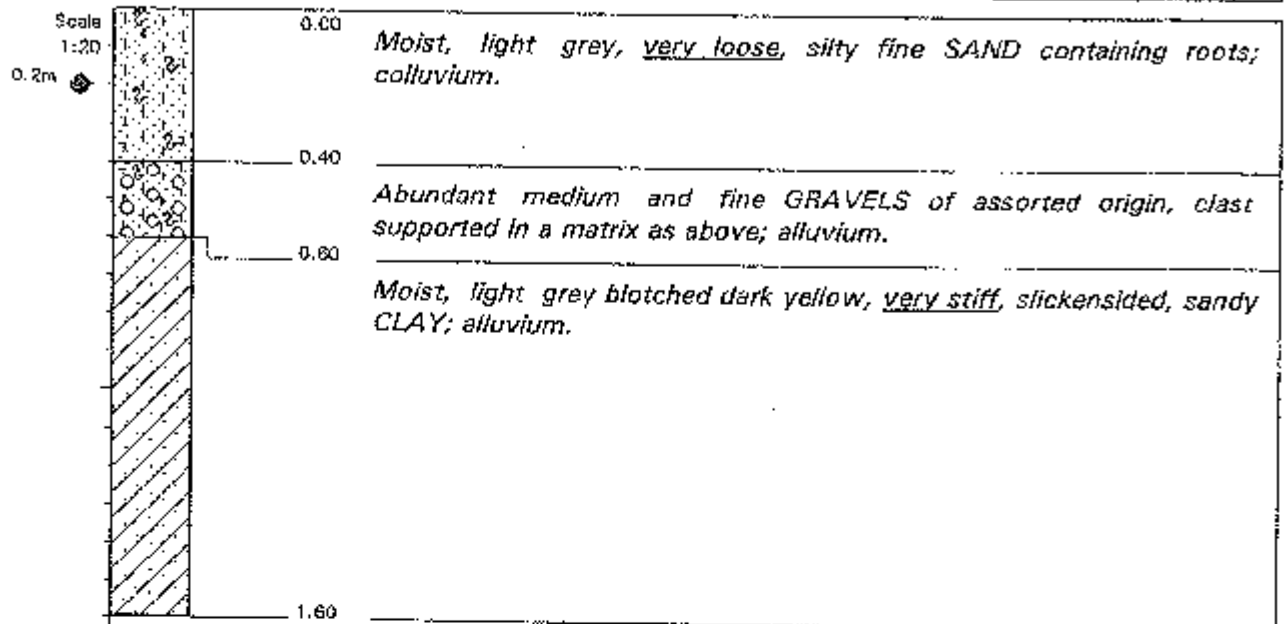 Scale
1:20
0.2m
0.00
Moist, light grey, very loose, silty fine SAND containing roots;
colluvium.
0.40
Abundant medium and fine GRAVELS of assorted origin, clast
supported in a matrix as above; alluvium.
0.60
Moist, light grey blotched dark yellow, very stiff, slickensided, sandy
CLAY; alluvium.
1.60